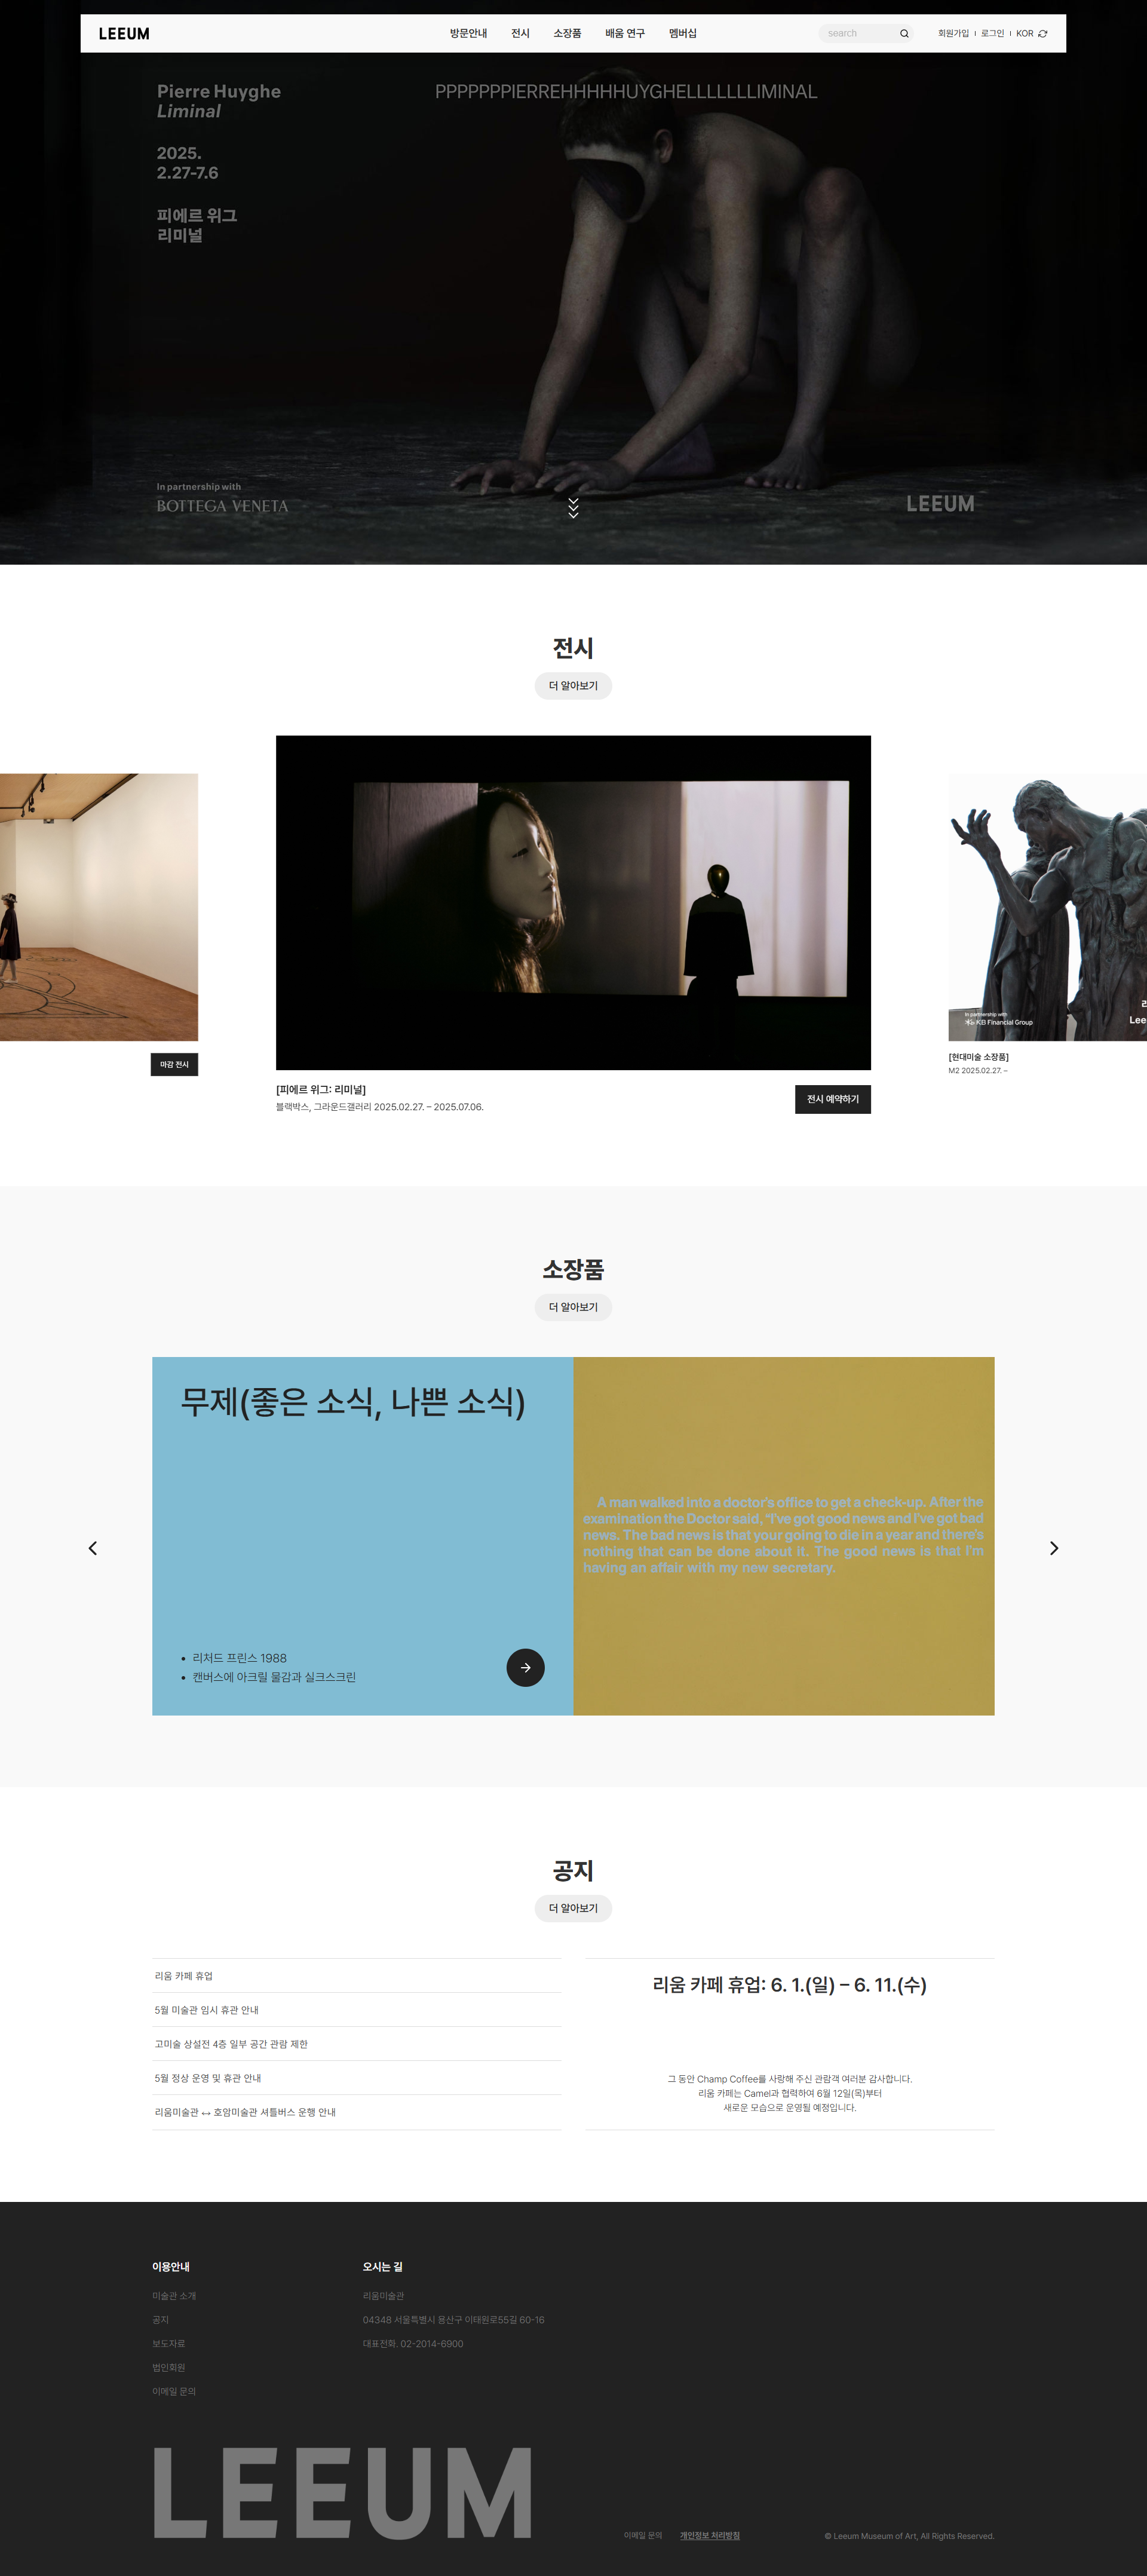 LEEUM
방문안내 전시 소장품 배움 연구 멤버십
search
회원가입 | 로그인 | KOR
Pierre Huyghe
Liminal
PPPPPPPIERREHHHHHUYGHELLLLLLLIMINAL
2025.
2.27-7.6
피에르 위그
리미널
In partnership with
BOTTEGA VENETA
LEEUM
전시
더 알아보기
마감 전시
[피에르 위그: 리미널]
블랙박스, 그라운드갤러리 2025.02.27. – 2025.07.06.
전시 예약하기
In partnership with
KB Financial Group
Lee
[현대미술 소장품]
M2 2025.02.27. –
소장품
더 알아보기
무제(좋은 소식, 나쁜 소식)
• 리처드 프린스 1988
• 캔버스에 아크릴 물감과 실크스크린
A man walked into a doctor's office to get a check-up. After the
examination the Doctor said, "I've got good news and I've got bad
news. The bad news is that your going to die in a year and there's
nothing that can be done about it. The good news is that I'm
having an affair with my new secretary.
공지
더 알아보기
리움 카페 휴업
5월 미술관 임시 휴관 안내
고미술 상설전 4층 일부 공간 관람 제한
5월 정상 운영 및 휴관 안내
리움미술관 ↔ 호암미술관 셔틀버스 운행 안내
리움 카페 휴업: 6. 1.(일) – 6. 11.(수)
그 동안 Champ Coffee를 사랑해 주신 관람객 여러분 감사합니다.
리움 카페는 Camel과 협력하여 6월 12일(목)부터
새로운 모습으로 운영될 예정입니다.
이용안내
미술관 소개
공지
보도자료
법인회원
이메일 문의
오시는 길
리움미술관
04348 서울특별시 용산구 이태원로55길 60-16
대표전화. 02-2014-6900
LEEUM
이메일 문의 개인정보 처리방침
© Leeum Museum of Art, All Rights Reserved.